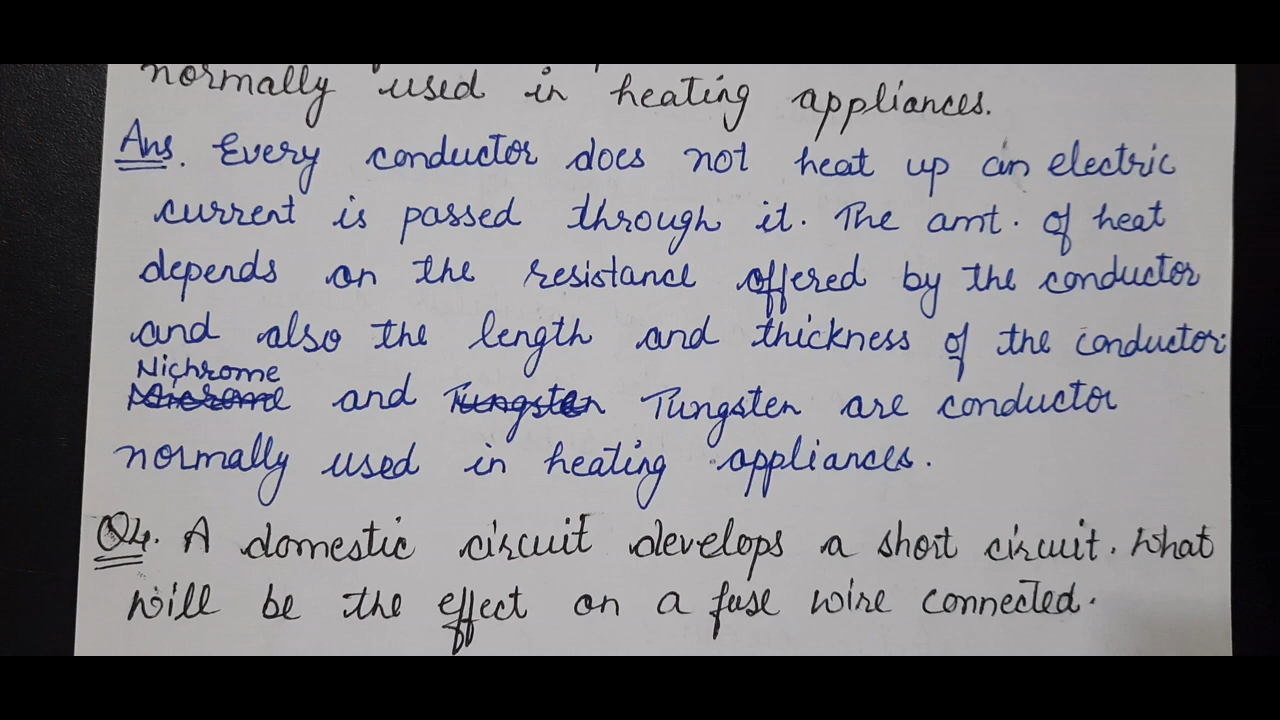 normally used in heating appliances.
Ans. Every conductor does not heat up an electric
current is passed through it. The amt. of heat
depends on the resistance offered by the conductor
and also the length and thickness of the conductor.
Nichrome
and Tungsten Tungsten are conductor
normally used in heating appliances.
Q4. A domestic circuit develops a short circuit. What
will be the effect on a fuse wire connected.